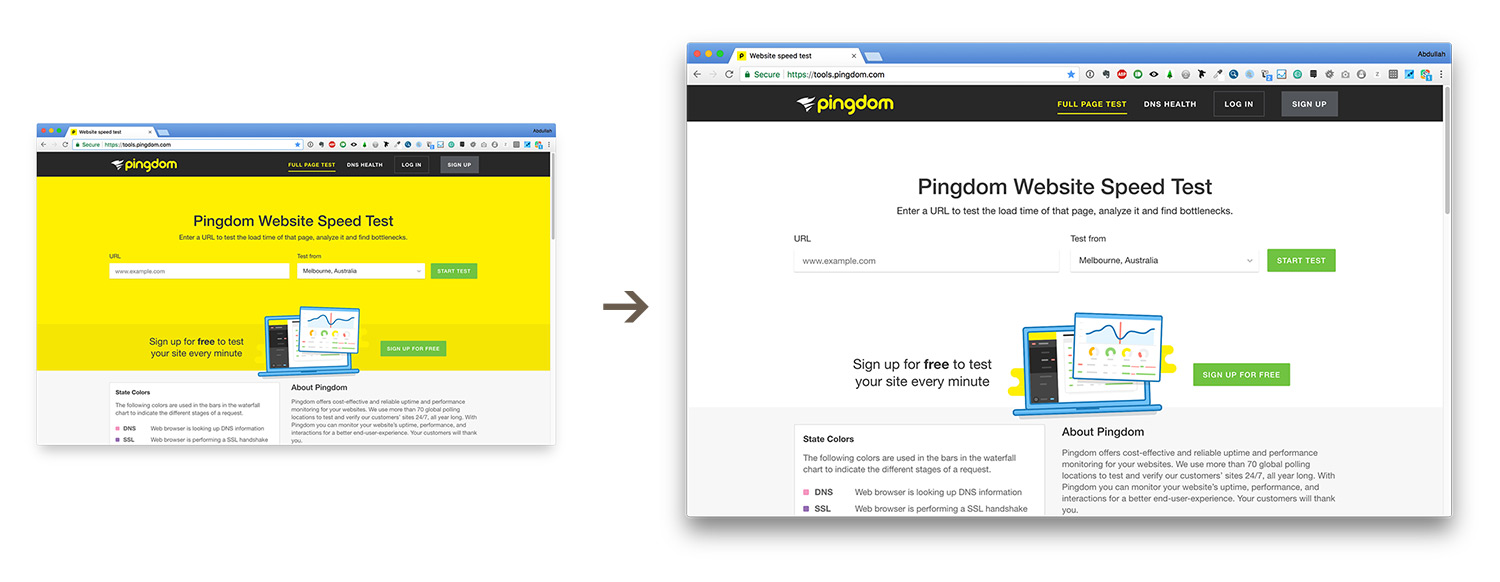 Website speed test
Abdullah
Secure https://tools.pingdom.com
pingdom
FULL PAGE TEST
DNS HEALTH
LOG IN
SIGN UP
Pingdom Website Speed Test
Enter a URL to test the load time of that page, analyze it and find bottlenecks.
URL
Test from
www.example.com
Melbourne, Australia
START TEST
Sign up for free to test
your site every minute
SIGN UP FOR FREE
State Colors
The following colors are used in the bars in the waterfall
chart to indicate the different stages of a request.
DNS Web browser is looking up DNS information
SSL Web browser is performing a SSL handshake
About Pingdom
Pingdom offers cost-effective and reliable uptime and performance
monitoring for your websites. We use more than 70 global polling
locations to test and verify our customers' sites 24/7, all year long. With
Pingdom you can monitor your website's uptime, performance, and
interactions for a better end-user-experience. Your customers will thank
you.
Website speed test
Abdullah
Secure https://tools.pingdom.com
pingdom
FULL PAGE TEST
DNS HEALTH
LOG IN
SIGN UP
Pingdom Website Speed Test
Enter a URL to test the load time of that page, analyze it and find bottlenecks.
URL
Test from
www.example.com
Melbourne, Australia
START TEST
Sign up for free to test
your site every minute
SIGN UP FOR FREE
State Colors
The following colors are used in the bars in the waterfall
chart to indicate the different stages of a request.
DNS Web browser is looking up DNS information
SSL Web browser is performing a SSL handshake
About Pingdom
Pingdom offers cost-effective and reliable uptime and performance
monitoring for your websites. We use more than 70 global polling
locations to test and verify our customers' sites 24/7, all year long. With
Pingdom you can monitor your website's uptime, performance, and
interactions for a better end-user-experience. Your customers will thank
you.